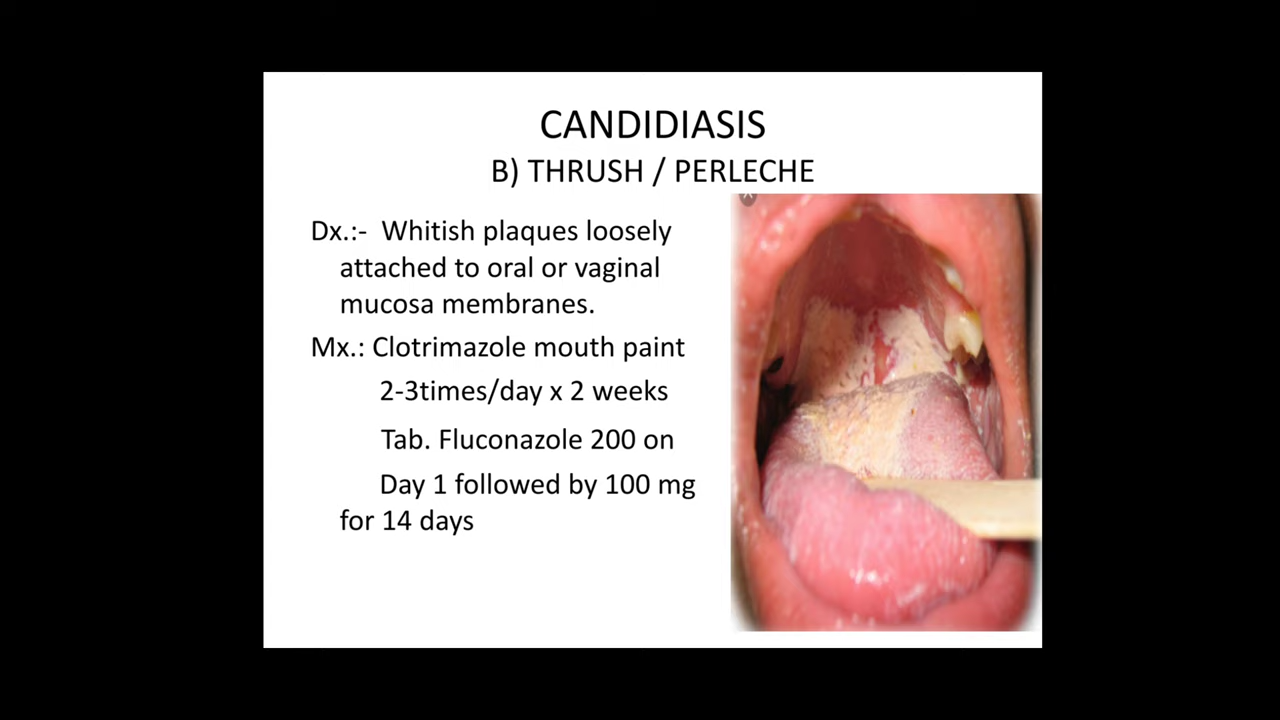 CANDIDIASIS
B) THRUSH / PERLECHE
Dx.:- Whitish plaques loosely
attached to oral or vaginal
mucosa membranes.
Mx.: Clotrimazole mouth paint
2-3times/day x 2 weeks
Tab. Fluconazole 200 on
Day 1 followed by 100 mg
for 14 days